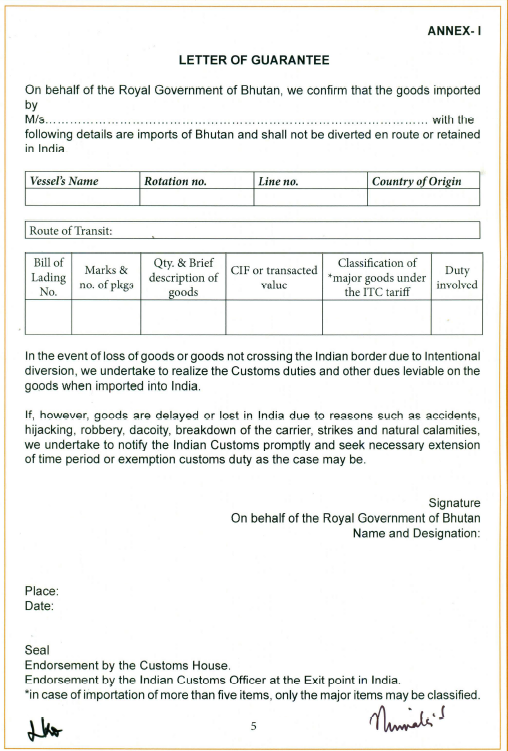 ANNEX- I
LETTER OF GUARANTEE
On behalf of the Royal Government of Bhutan, we confirm that the goods imported
by
M/s.......................................................................................... with the
following details are imports of Bhutan and shall not be diverted en route or retained
in India
Vessel's Name Rotation no. Line no. Country of Origin
Route of Transit:
Bill of Lading No. Marks & no. of pkgs Qty. & Brief description of goods CIF or transacted value Classification of *major goods under the ITC tariff Duty involved
In the event of loss of goods or goods not crossing the Indian border due to Intentional
diversion, we undertake to realize the Customs duties and other dues leviable on the
goods when imported into India.
If, however, goods are delayed or lost in India due to reasons such as accidents,
hijacking, robbery, dacoity, breakdown of the carrier, strikes and natural calamities,
we undertake to notify the Indian Customs promptly and seek necessary extension
of time period or exemption customs duty as the case may be.
Signature
On behalf of the Royal Government of Bhutan
Name and Designation:
Place:
Date:
Seal
Endorsement by the Customs House.
Endorsement by the Indian Customs Officer at the Exit point in India.
*in case of importation of more than five items, only the major items may be classified.
5